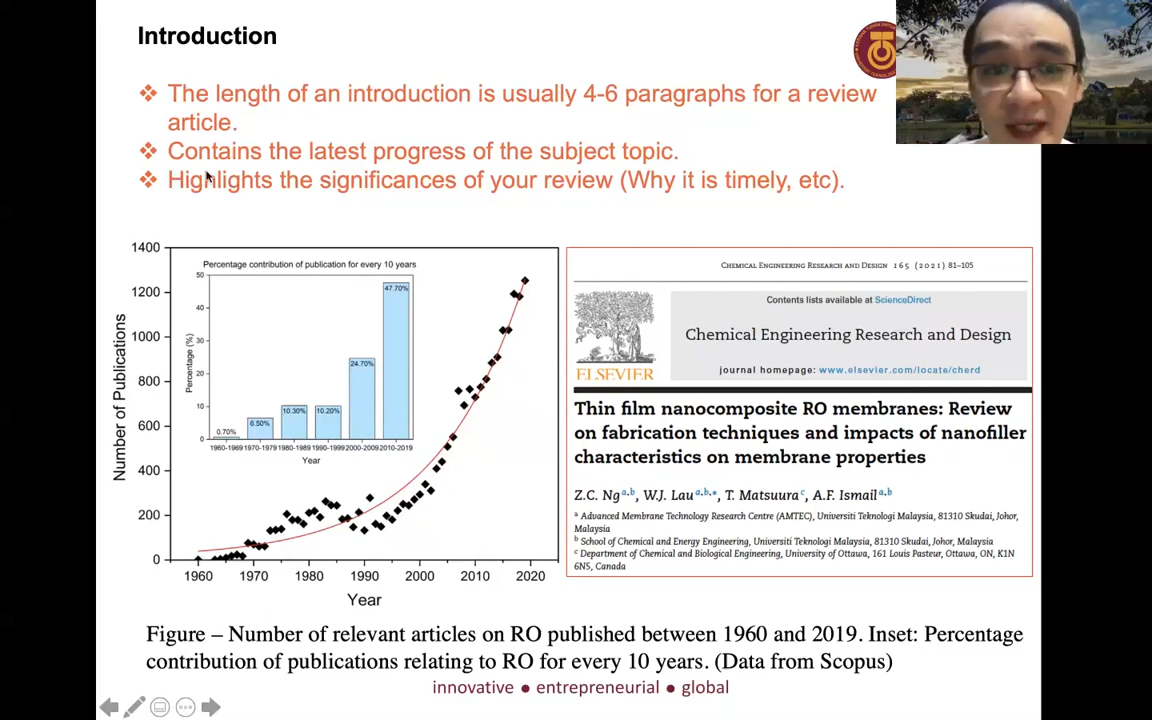 Introduction
❖ The length of an introduction is usually 4-6 paragraphs for a review
article.
❖ Contains the latest progress of the subject topic.
❖ Highlights the significances of your review (Why it is timely, etc).
1400
1200
1000
800
600
400
200
0
Number of Publications
1960
1970
1980
1990
2000
2010
2020
Year
Percentage contribution of publication for every 10 years
50
40
30
20
10
0
Percentage (%)
0.70%
6.50%
10.30%
10.20%
24.70%
47.70%
1960-1969 1970-1979 1980-1989 1990-1999 2000-2009 2010-2019
Year
CHEMICAL ENGINEERING RESEARCH AND DESIGN 165 (2021) 81–105
Contents lists available at ScienceDirect
Chemical Engineering Research and Design
journal homepage: www.elsevier.com/locate/cherd
ELSEVIER
Thin film nanocomposite RO membranes: Review
on fabrication techniques and impacts of nanofiller
characteristics on membrane properties
Z.C. Ng a,b, W.J. Lau a,b,*, T. Matsuura c, A.F. Ismail a,b
a Advanced Membrane Technology Research Centre (AMTEC), Universiti Teknologi Malaysia, 81310 Skudai, Johor,
Malaysia
b School of Chemical and Energy Engineering, Universiti Teknologi Malaysia, 81310 Skudai, Johor, Malaysia
c Department of Chemical and Biological Engineering, University of Ottawa, 161 Louis Pasteur, Ottawa, ON, K1N
6N5, Canada
Figure – Number of relevant articles on RO published between 1960 and 2019. Inset: Percentage
contribution of publications relating to RO for every 10 years. (Data from Scopus)
innovative ● entrepreneurial ● global